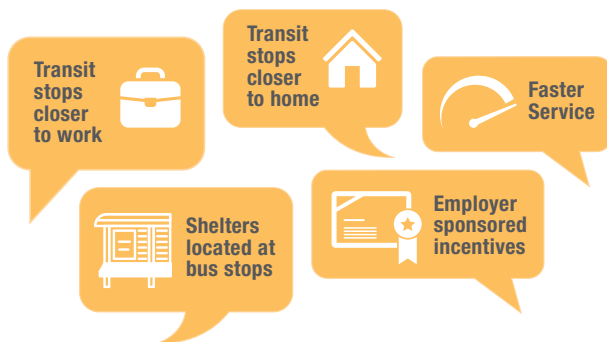 Transit
stops
closer
to work
Transit
stops
closer
to home
Faster
Service
Shelters
located at
bus stops
Employer
sponsored
incentives